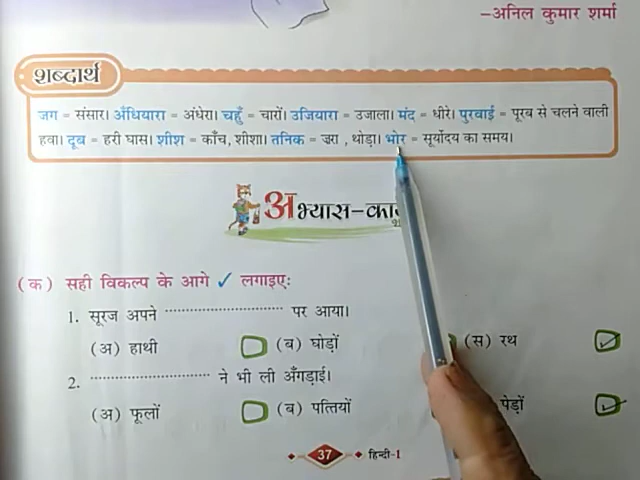 –अनिल कुमार शर्मा
शब्दार्थ
जग = संसार। अँधियारा = अंधेरा। चहुँ = चारों। उजियारा = उजाला। मंद = धीरे। पुरवाई = पूरब से चलने वाली
हवा। दूब = हरी घास। शीश = काँच, शीशा। तनिक = ज़रा , थोड़ा। भोर = सूर्योदय का समय।
अभ्यास-का
(क) सही विकल्प के आगे ✓ लगाइए:
1. सूरज अपने ........................... पर आया।
(अ) हाथी (ब) घोड़ों (स) रथ
2. ........................... ने भी ली अँगड़ाई।
(अ) फूलों (ब) पत्तियों पेड़ों
37 हिन्दी-1